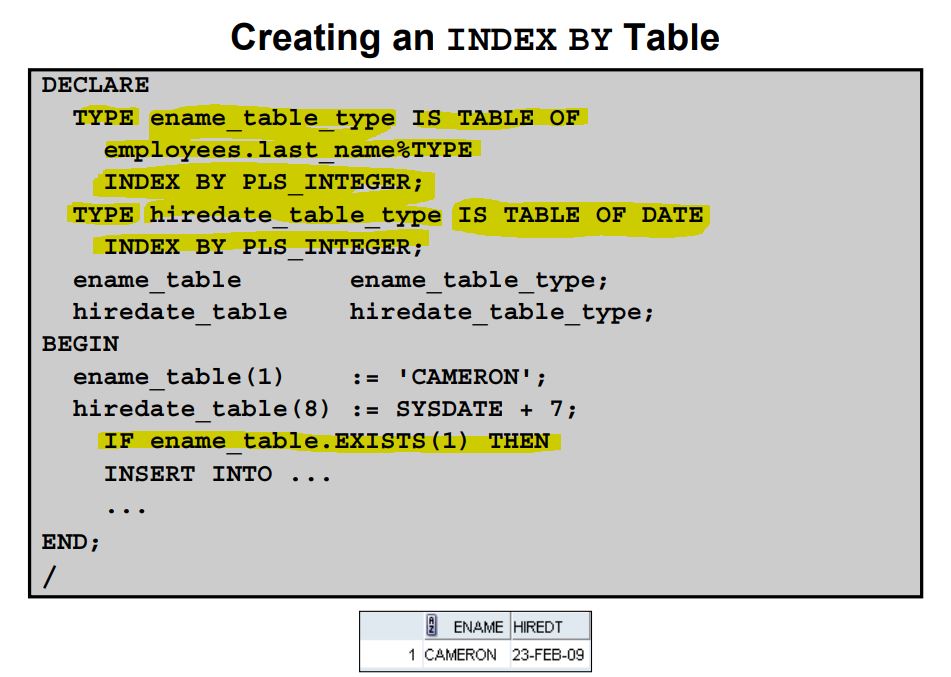 Creating an INDEX BY Table
DECLARE
TYPE ename_table_type IS TABLE OF
employees.last_name%TYPE
INDEX BY PLS_INTEGER;
TYPE hiredate_table_type IS TABLE OF DATE
INDEX BY PLS_INTEGER;
ename_table ename_table_type;
hiredate_table hiredate_table_type;
BEGIN
ename_table(1) := 'CAMERON';
hiredate_table(8) := SYSDATE + 7;
IF ename_table.EXISTS(1) THEN
INSERT INTO ...
...
END;
/
AZ ENAME HIREDT
1 CAMERON 23-FEB-09